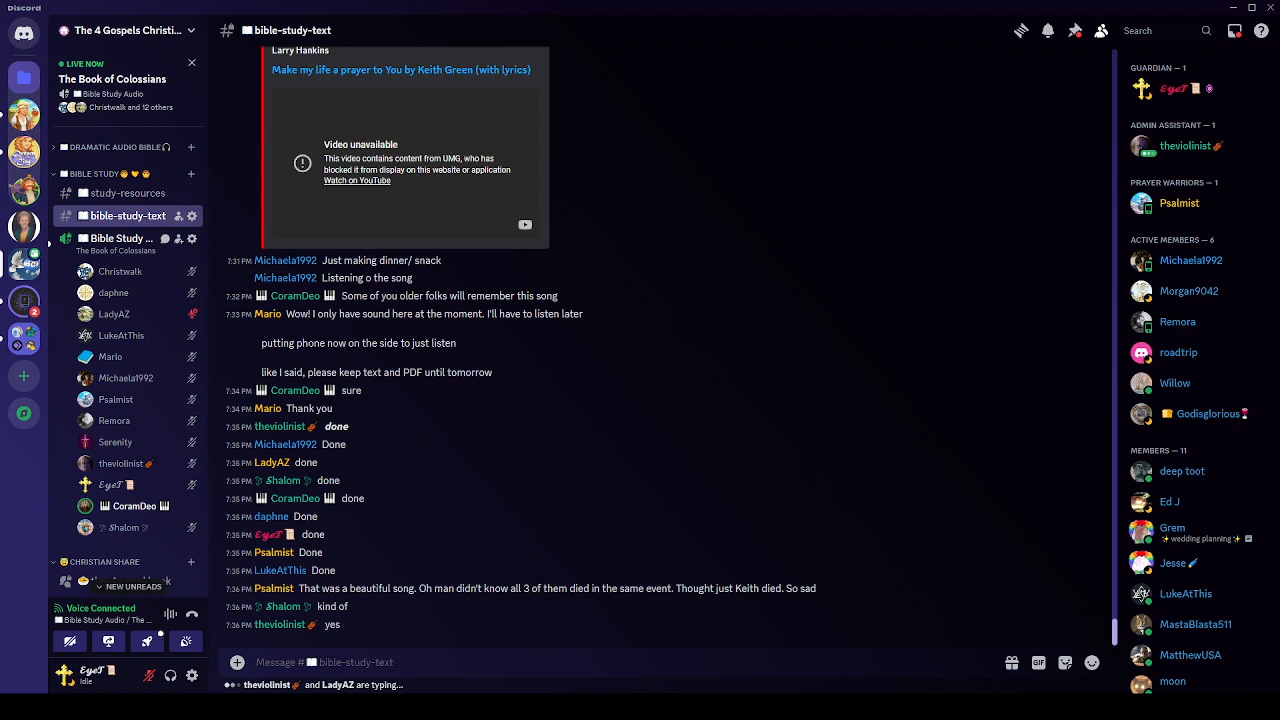 Discord
The 4 Gospels Christi...
bible-study-text
Search
LIVE NOW
The Book of Colossians
Bible Study Audio
Christwalk and 12 others
DRAMATIC AUDIO BIBLE
BIBLE STUDY
study-resources
bible-study-text
Bible Study ...
The Book of Colossians
Christwalk
daphne
LadyAZ
LukeAtThis
Mario
Michaela1992
Psalmist
Remora
Serenity
theviolinist
EyeT
CoramDeo
Shalom
CHRISTIAN SHARE
NEW UNREADS
Voice Connected
Bible Study Audio / The ...
EyeT
Idle
2
Larry Hankins
Make my life a prayer to You by Keith Green (with lyrics)
Video unavailable
This video contains content from UMG, who has
blocked it from display on this website or application
Watch on YouTube
7:31 PM Michaela1992 Just making dinner/ snack
Michaela1992 Listening o the song
7:32 PM CoramDeo Some of you older folks will remember this song
7:33 PM Mario Wow! I only have sound here at the moment. I'll have to listen later
putting phone now on the side to just listen
like I said, please keep text and PDF until tomorrow
7:34 PM CoramDeo sure
7:34 PM Mario Thank you
7:35 PM theviolinist done
7:35 PM Michaela1992 Done
7:35 PM LadyAZ done
7:35 PM Shalom done
7:35 PM CoramDeo done
7:35 PM daphne Done
7:35 PM EyeT done
7:35 PM Psalmist Done
7:35 PM LukeAtThis Done
7:36 PM Psalmist That was a beautiful song. Oh man didn't know all 3 of them died in the same event. Thought just Keith died. So sad
7:36 PM Shalom kind of
7:36 PM theviolinist yes
Message # bible-study-text
GIF
theviolinist and LadyAZ are typing...
GUARDIAN — 1
EyeT
ADMIN ASSISTANT — 1
theviolinist
PRAYER WARRIORS — 1
Psalmist
ACTIVE MEMBERS — 6
Michaela1992
Morgan9042
Remora
roadtrip
Willow
Godisglorious
MEMBERS — 11
deep toot
Ed J
Grem
wedding planning
Jesse
LukeAtThis
MastaBlasta511
MatthewUSA
moon